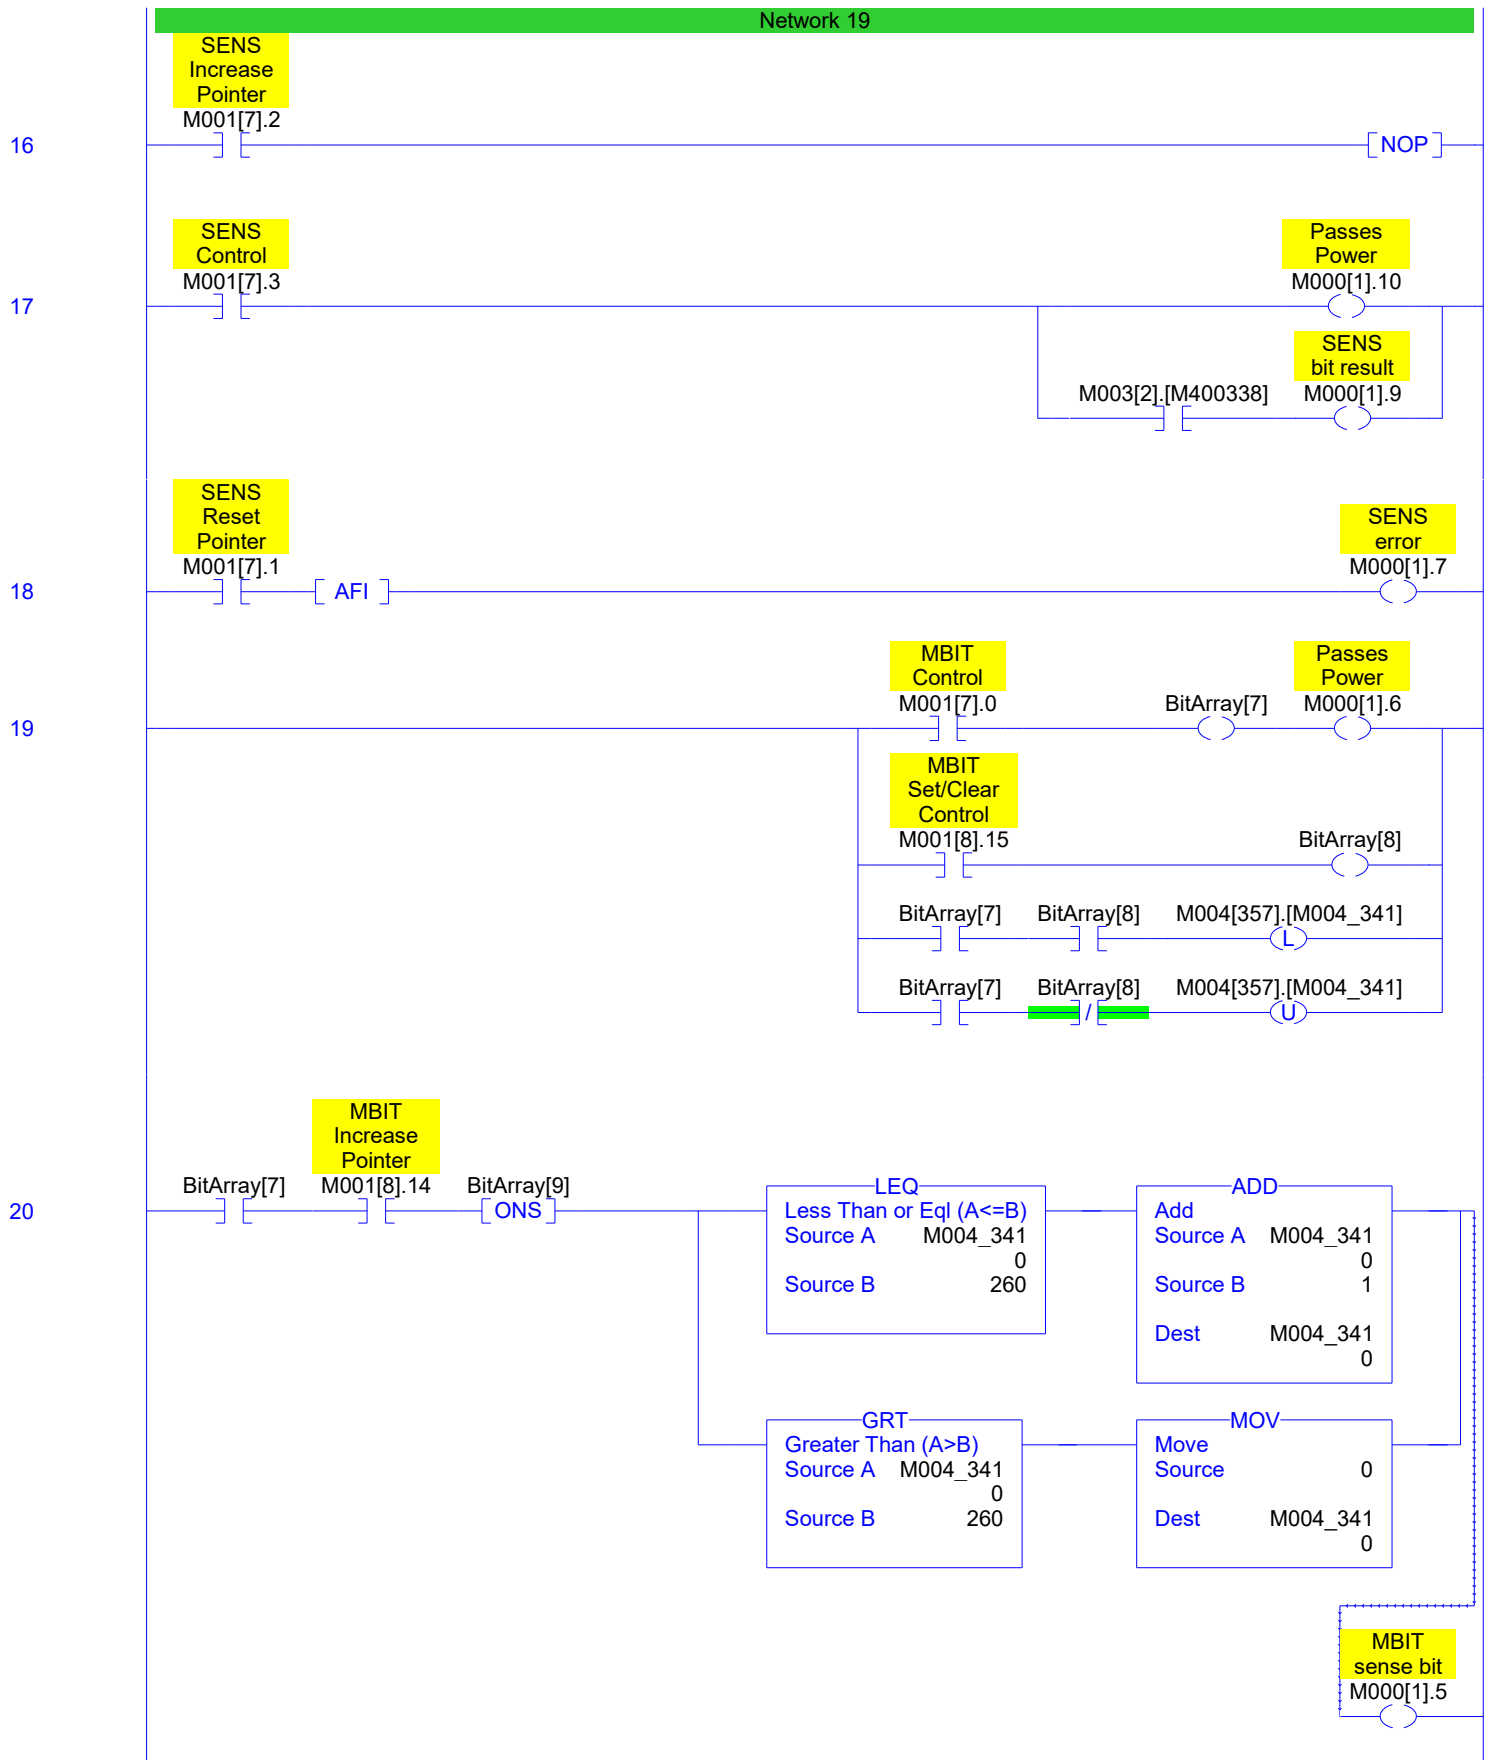 Network 19
SENS
Increase
Pointer
M001[7].2
16
NOP
SENS
Control
M001[7].3
Passes
Power
M000[1].10
17
SENS
bit result
M003[2].[M400338]
M000[1].9
SENS
Reset
Pointer
M001[7].1
SENS
error
M000[1].7
18
AFI
MBIT
Control
M001[7].0
BitArray[7]
Passes
Power
M000[1].6
19
MBIT
Set/Clear
Control
M001[8].15
BitArray[8]
BitArray[7]
BitArray[8]
M004[357].[M004_341]
L
BitArray[7]
BitArray[8]
M004[357].[M004_341]
/
U
MBIT
Increase
Pointer
BitArray[7]
M001[8].14
BitArray[9]
20
ONS
LEQ
Less Than or Eql (A<=B)
Source A M004_341
0
Source B 260
ADD
Add
Source A M004_341
0
Source B 1
Dest M004_341
0
GRT
Greater Than (A>B)
Source A M004_341
0
Source B 260
MOV
Move
Source 0
Dest M004_341
0
MBIT
sense bit
M000[1].5